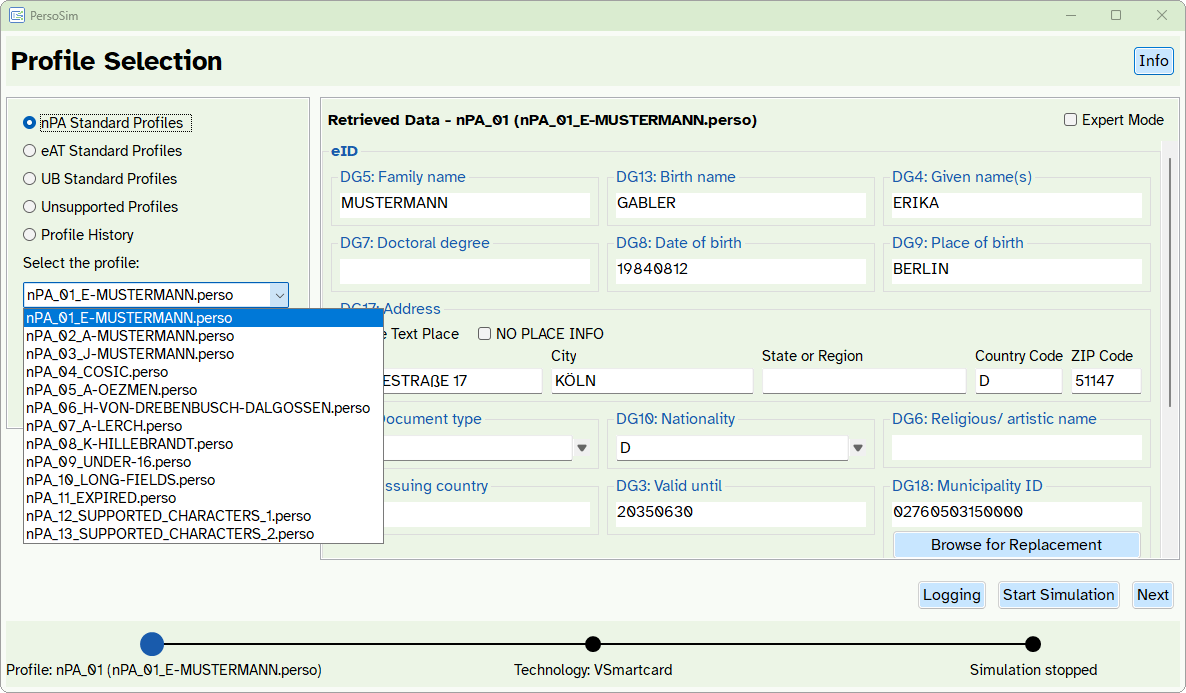 PersoSim
Profile Selection
Info
nPA Standard Profiles
eAT Standard Profiles
UB Standard Profiles
Unsupported Profiles
Profile History
Select the profile:
nPA_01_E-MUSTERMANN.perso
nPA_01_E-MUSTERMANN.perso
nPA_02_A-MUSTERMANN.perso
nPA_03_J-MUSTERMANN.perso
nPA_04_COSIC.perso
nPA_05_A-OEZMEN.perso
nPA_06_H-VON-DREBENBUSCH-DALGOSSEN.perso
nPA_07_A-LERCH.perso
nPA_08_K-HILLEBRANDT.perso
nPA_09_UNDER-16.perso
nPA_10_LONG-FIELDS.perso
nPA_11_EXPIRED.perso
nPA_12_SUPPORTED_CHARACTERS_1.perso
nPA_13_SUPPORTED_CHARACTERS_2.perso
Retrieved Data - nPA_01 (nPA_01_E-MUSTERMANN.perso)
Expert Mode
eID
DG5: Family name
MUSTERMANN
DG13: Birth name
GABLER
DG4: Given name(s)
ERIKA
DG7: Doctoral degree
DG8: Date of birth
19840812
DG9: Place of birth
BERLIN
DG17: Address
Text Place
NO PLACE INFO
City
State or Region
Country Code
ZIP Code
ESTRAßE 17
KÖLN
D
51147
Document type
DG10: Nationality
D
DG6: Religious/ artistic name
ssuing country
DG3: Valid until
20350630
DG18: Municipality ID
02760503150000
Browse for Replacement
Logging
Start Simulation
Next
Profile: nPA_01 (nPA_01_E-MUSTERMANN.perso)
Technology: VSmartcard
Simulation stopped